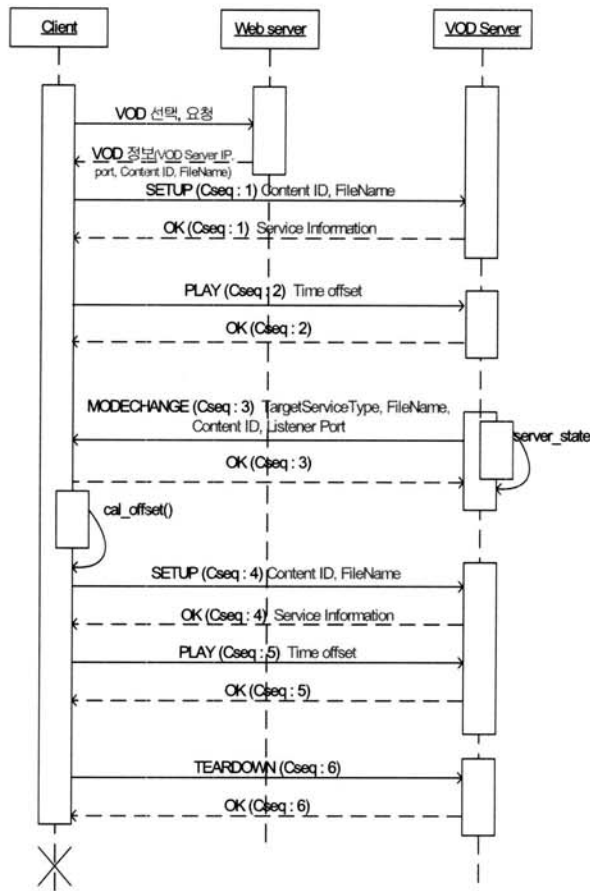 Client
Web server
VOD Server
VOD 선택, 요청
VOD 정보(VOD Server IP,
port, Content ID, FileName)
SETUP (Cseq : 1) Content ID, FileName
OK (Cseq : 1) Service Information
PLAY (Cseq : 2) Time offset
OK (Cseq : 2)
MODECHANGE (Cseq : 3) TargetServiceType, FileName,
Content ID, Listener Port
server_state
OK (Cseq : 3)
cal_offset()
SETUP (Cseq : 4) Content ID, FileName
OK (Cseq : 4) Service Information
PLAY (Cseq : 5) Time offset
OK (Cseq : 5)
TEARDOWN (Cseq : 6)
OK (Cseq : 6)